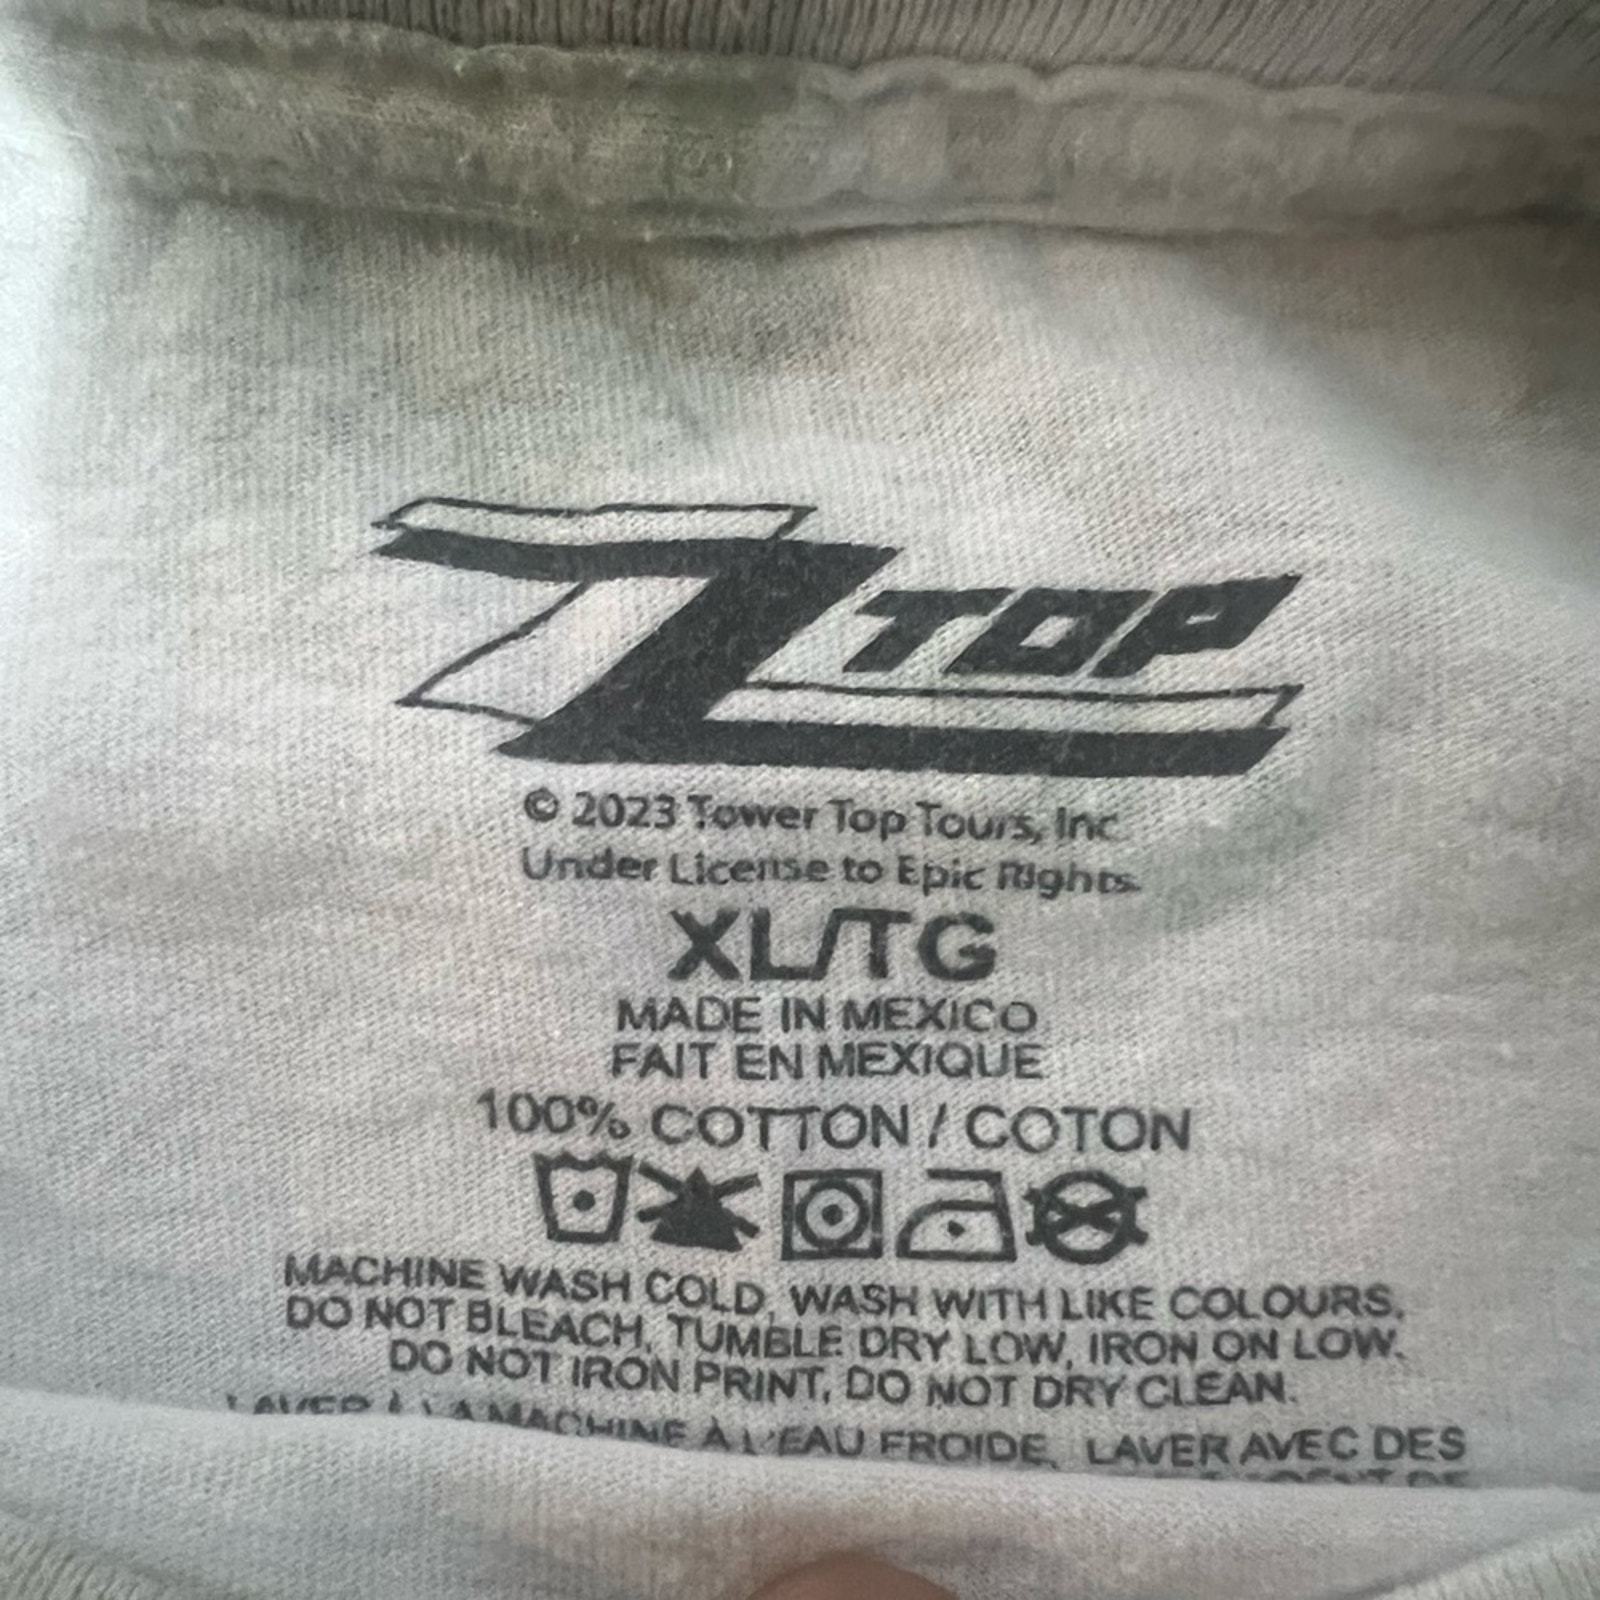 ZZ TOP
© 2023 Tower Top Tours, Inc.
Under License to Epic Rights.
XL/TG
MADE IN MEXICO
FAIT EN MEXIQUE
100% COTTON / COTON
MACHINE WASH COLD, WASH WITH LIKE COLOURS,
DO NOT BLEACH, TUMBLE DRY LOW, IRON ON LOW.
DO NOT IRON PRINT, DO NOT DRY CLEAN.
LAVER À LA MACHINE À L'EAU FROIDE, LAVER AVEC DES